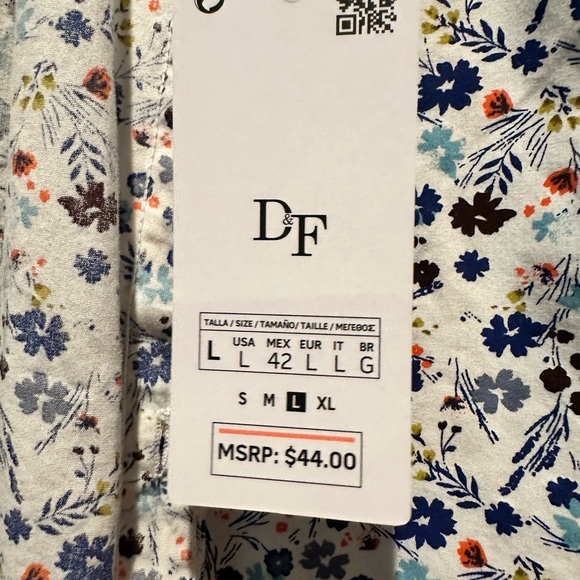 D&F
TALLA / SIZE / TAMAÑO / TAILLE / ΜΕΓΕΘΟΣ
L USA MEX EUR IT BR
L 42 L L G
S M L XL
MSRP: $44.00